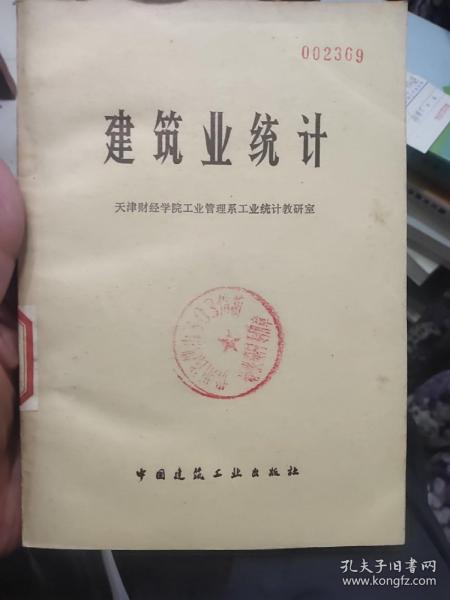 002369
建筑业统计
天津财经学院工业管理系工业统计教研室
中国建筑工业出版社
孔夫子旧书网
www.kongfz.com